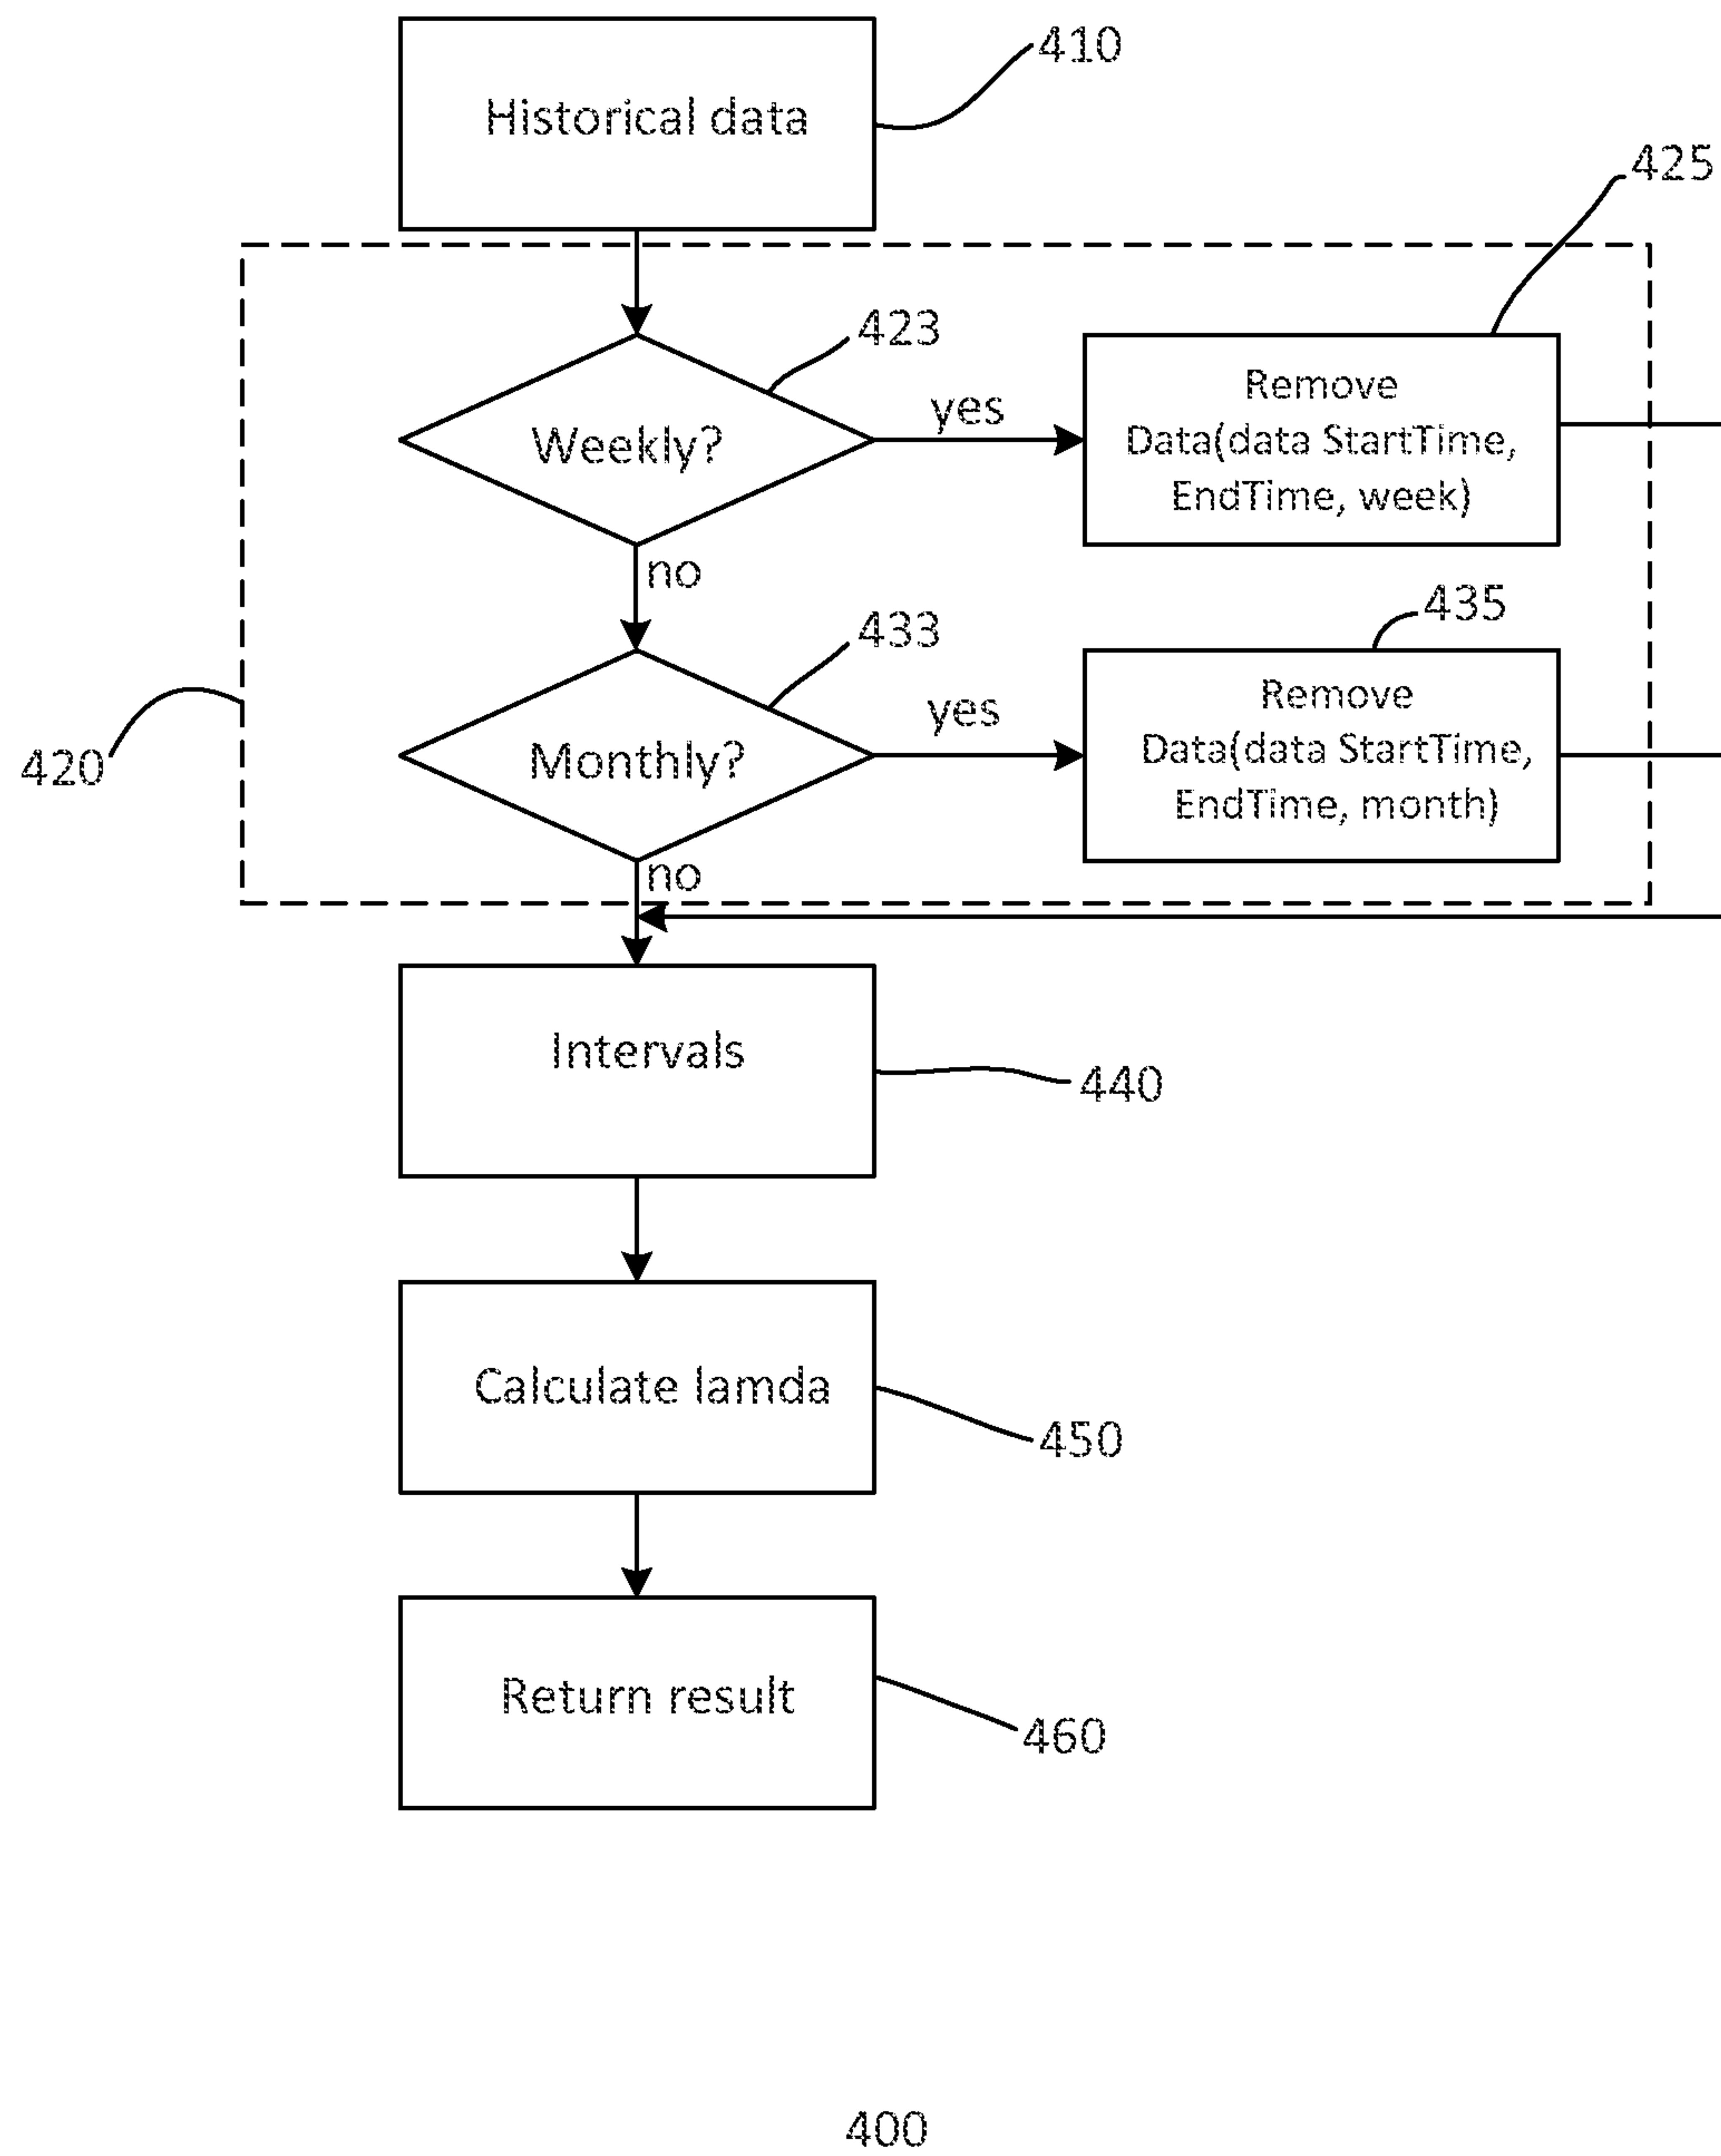 410
Historical data
425
423
Weekly?
yes
Remove
Data(data StartTime,
EndTime, week)
no
433
435
420
Monthly?
yes
Remove
Data(data StartTime,
EndTime, month)
no
Intervals
440
Calculate lamda
450
Return result
460
400